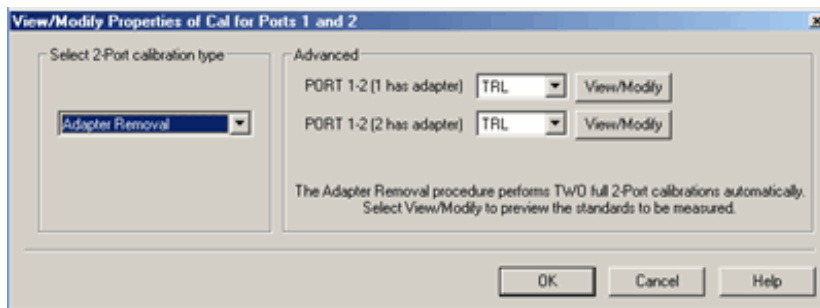 View/Modify Properties of Cal for Ports 1 and 2
Select 2-Port calibration type
Adapter Removal
Advanced
PORT 1-2 (1 has adapter)
TRL
View/Modify
PORT 1-2 (2 has adapter)
TRL
View/Modify
The Adapter Removal procedure performs TWO full 2-Port calibrations automatically.
Select View/Modify to preview the standards to be measured.
OK
Cancel
Help